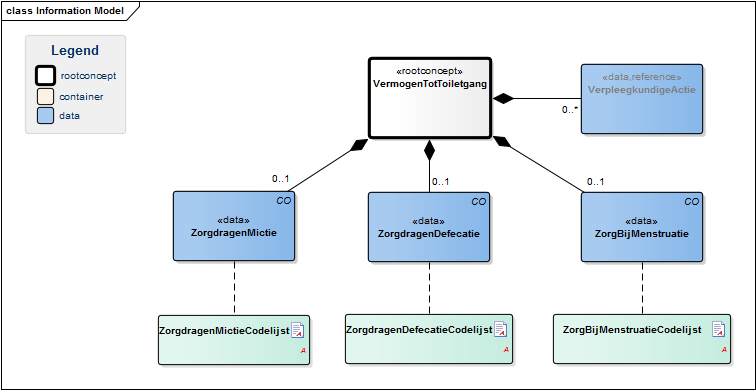 class Information Model
Legend
rootconcept
container
data
«rootconcept»
VermogenTotToiletgang
«data,reference»
VerpleegkundigeActie
0..*
0..1
0..1
0..1
CO
«data»
ZorgdragenMictie
CO
«data»
ZorgdragenDefecatie
CO
«data»
ZorgBijMenstruatie
ZorgdragenMictieCodelijst
A
ZorgdragenDefecatieCodelijst
A
ZorgBijMenstruatieCodelijst
A